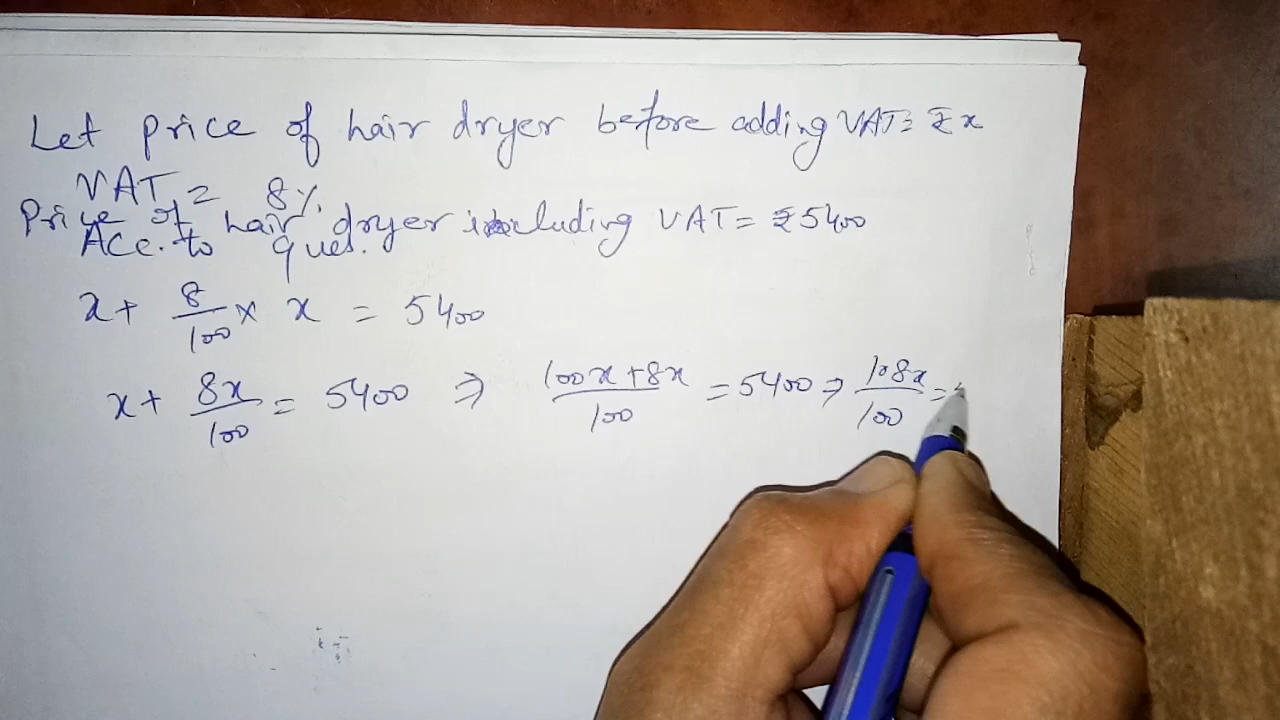 Let price of hair dryer before adding VAT = ₹ x
VAT = 8%
Price of hair dryer including VAT = ₹5400
Acc. to ques.
x + 8/100 × x = 5400
x + 8x/100 = 5400 ⇒ 100x + 8x/100 = 5400 ⇒ 108x/100 =